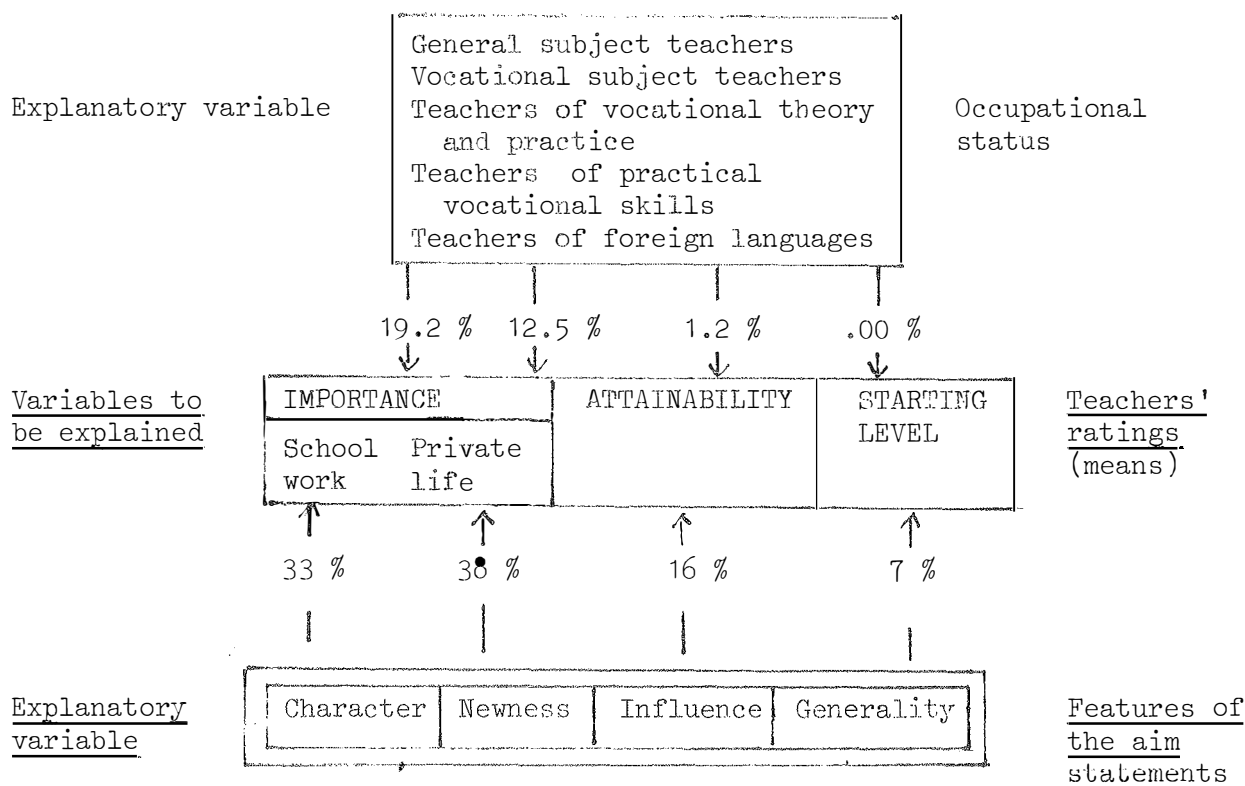 General subject teachers
Vocational subject teachers
Explanatory variable
Teachers of vocational theory
and practice
Occupational
status
Teachers of practical
vocational skills
Teachers of foreign languages
19.2 % 12.5 % 1.2 % .00 %
Variables to
be explained
IMPORTANCE
School Private
work life
ATTAINABILITY
STARTING
LEVEL
Teachers'
ratings
(means)
33 % 38 % 16 % 7 %
Explanatory
variable
Character Newness Influence Generality
Features of
the aim
statements